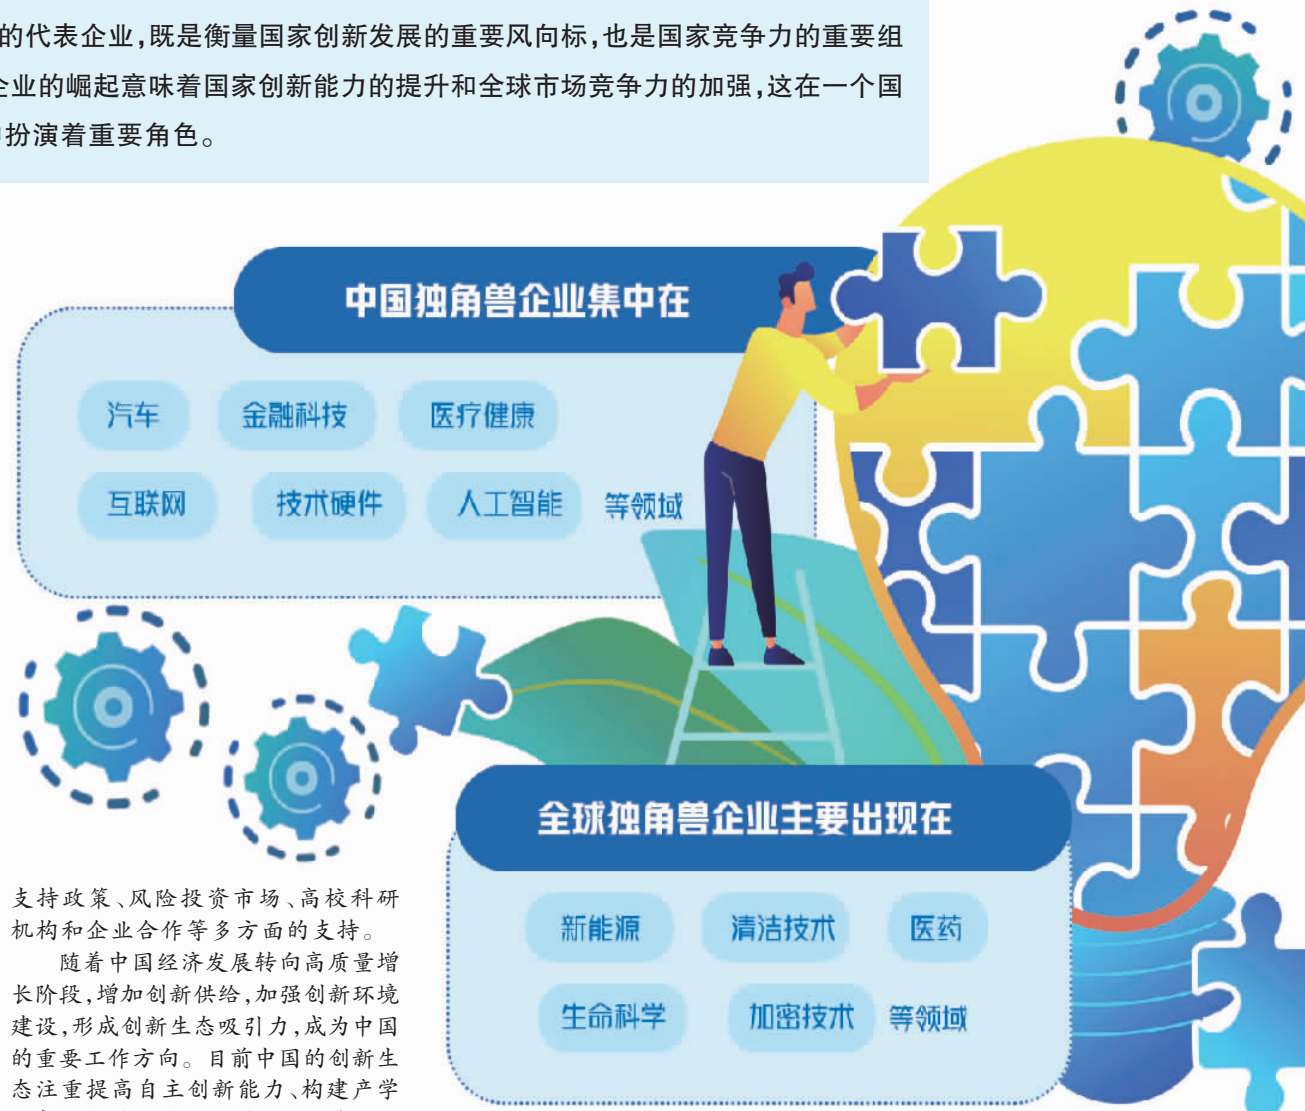 的代表企业,既是衡量国家创新发展的重要风向标,也是国家竞争力的重要组
企业的崛起意味着国家创新能力的提升和全球市场竞争力的加强,这在一个国
扮演着重要角色。
中国独角兽企业集中在
汽车 金融科技 医疗健康
互联网 技术硬件 人工智能 等领域
全球独角兽企业主要出现在
新能源 清洁技术 医药
生命科学 加密技术 等领域
支持政策、风险投资市场、高校科研
机构和企业合作等多方面的支持。
随着中国经济发展转向高质量增
长阶段,增加创新供给,加强创新环境
建设,形成创新生态吸引力,成为中国
的重要工作方向。目前中国的创新生
态注重提高自主创新能力、构建产学